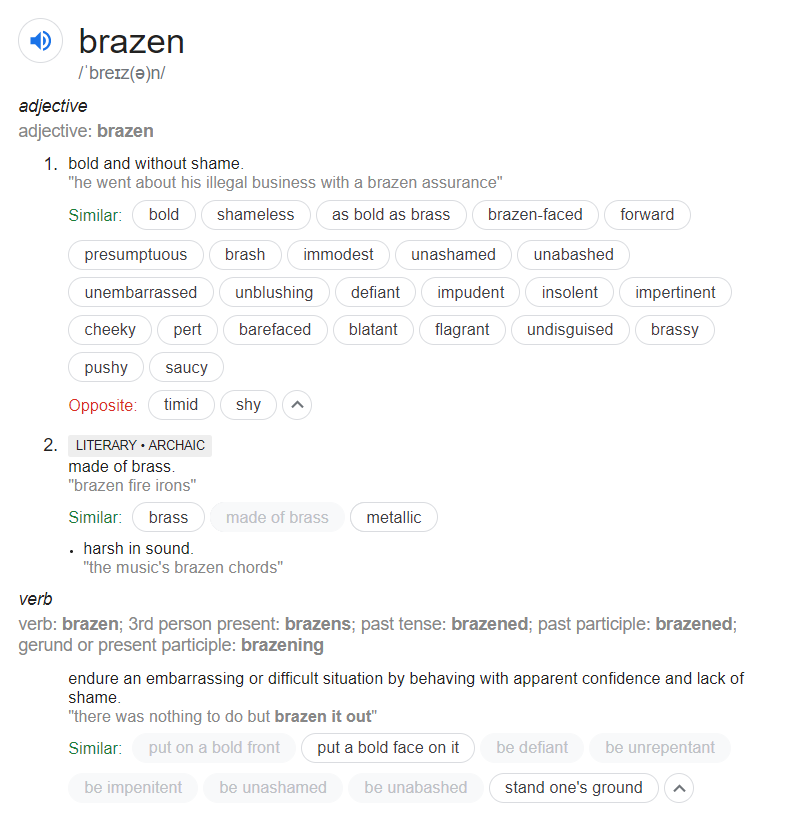 brazen
/ˈbreɪz(ə)n/
adjective
adjective: brazen
1. bold and without shame.
"he went about his illegal business with a brazen assurance"
Similar: bold shameless as bold as brass brazen-faced forward
presumptuous brash immodest unashamed unabashed
unembarrassed unblushing defiant impudent insolent impertinent
cheeky pert barefaced blatant flagrant undisguised brassy
pushy saucy
Opposite: timid shy
2. LITERARY • ARCHAIC
made of brass.
"brazen fire irons"
Similar: brass made of brass metallic
• harsh in sound.
"the music's brazen chords"
verb
verb: brazen; 3rd person present: brazens; past tense: brazened; past participle: brazened;
gerund or present participle: brazening
endure an embarrassing or difficult situation by behaving with apparent confidence and lack of
shame.
"there was nothing to do but brazen it out"
Similar: put on a bold front put a bold face on it be defiant be unrepentant
be impenitent be unashamed be unabashed stand one's ground